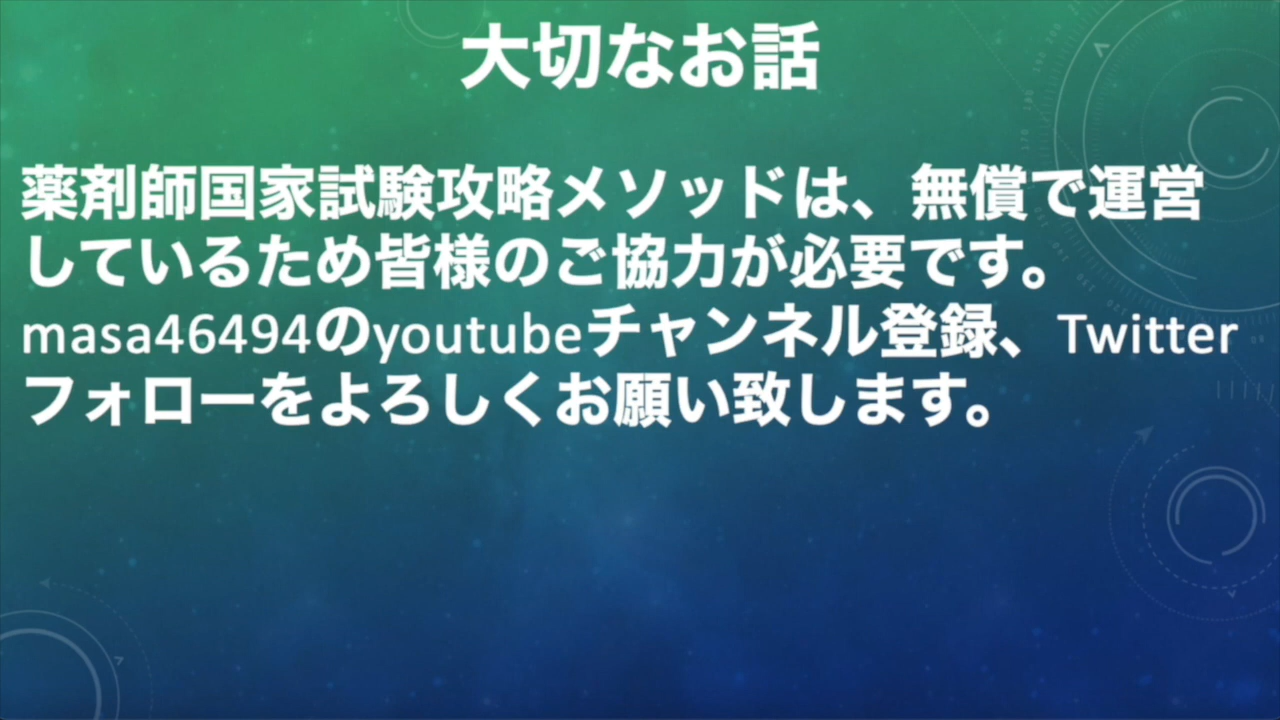 大切なお話
薬剤師国家試験攻略メソッドは、無償で運営
しているため皆様のご協力が必要です。
masa46494のyoutubeチャンネル登録、Twitter
フォローをよろしくお願い致します。